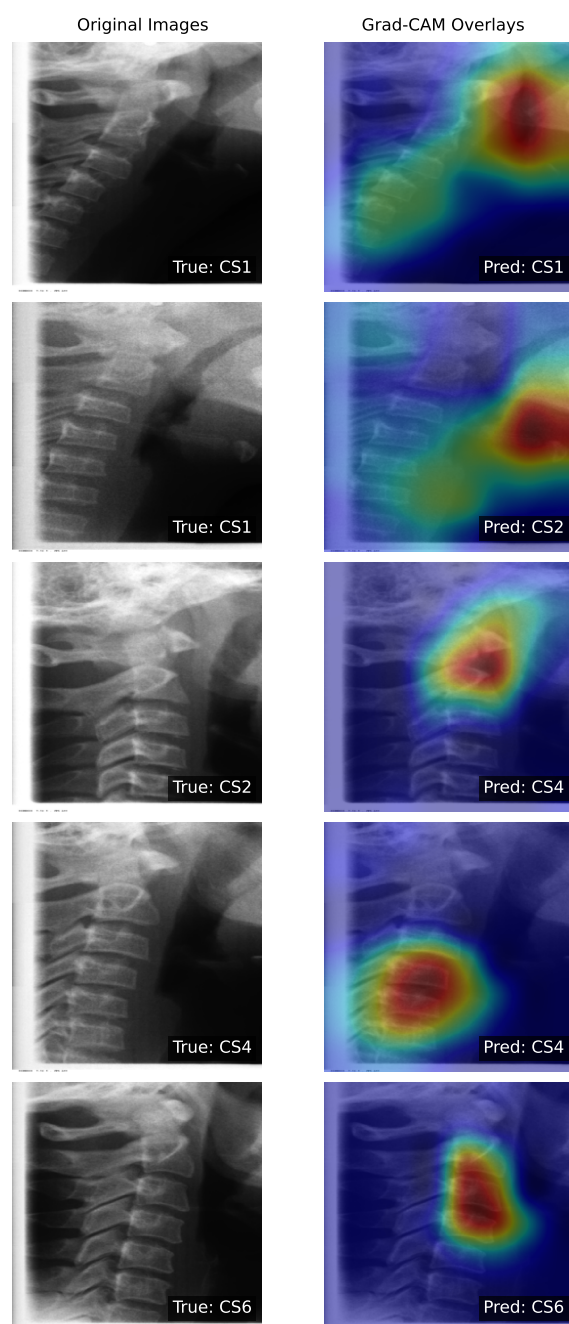 Original Images
Grad-CAM Overlays
True: CS1
Pred: CS1
True: CS1
Pred: CS2
True: CS2
Pred: CS4
True: CS4
Pred: CS4
True: CS6
Pred: CS6